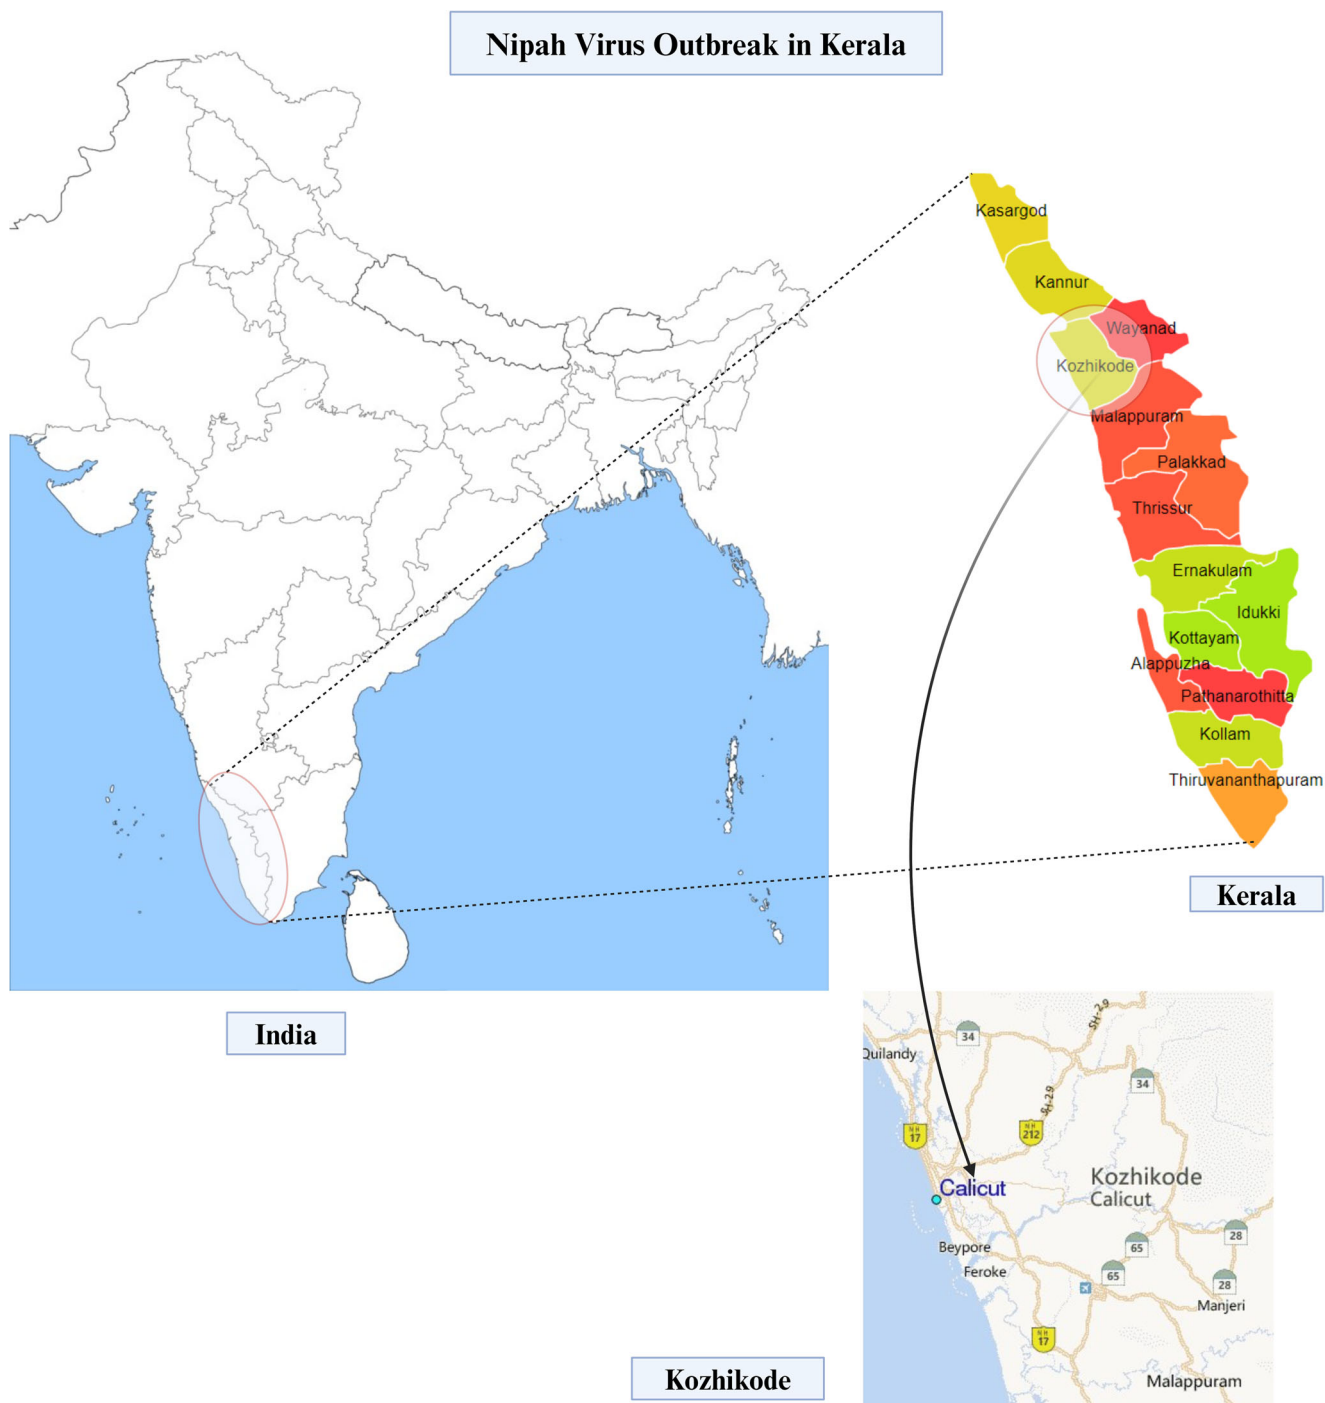 Nipah Virus Outbreak in Kerala
Kasargod
Kannur
Wayanad
Kozhikode
Malappuram
Palakkad
Thrissur
Ernakulam
Idukki
Kottayam
Alappuzha
Pathanarothitta
Kollam
Thiruvananthapuram
Kerala
India
SH-29
34
Quilandy
34
SH-29
NH
17
NH
212
Kozhikode
Calicut
Calicut
28
65
Beypore
65
Feroke
28
Manjeri
NH
17
Malappuram
Kozhikode